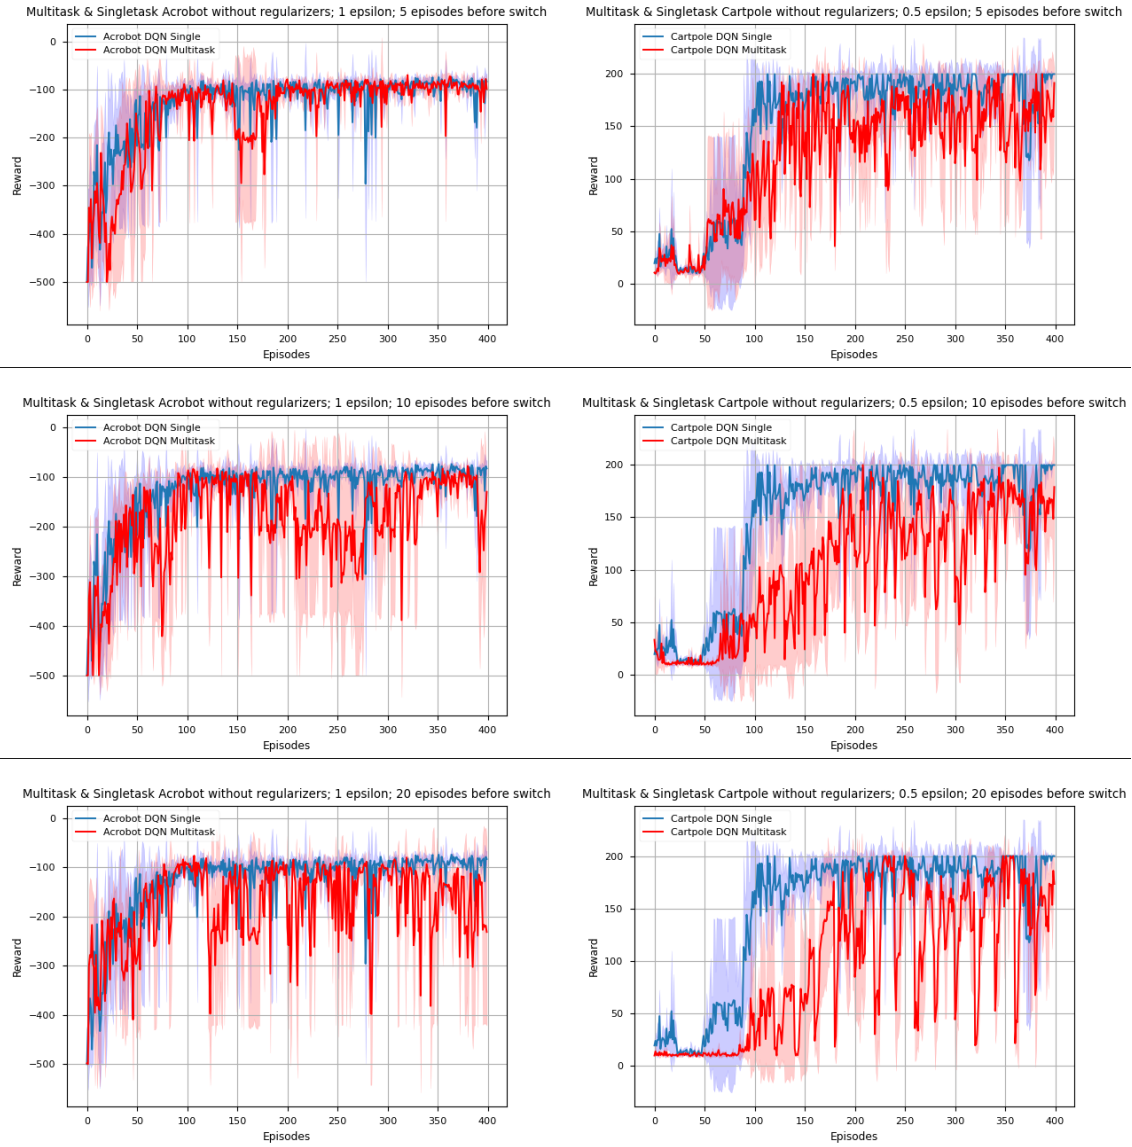 Multitask & Singletask Acrobot without regularizers; 1 epsilon; 5 episodes before switch
Acrobot DQN Single
Acrobot DQN Multitask
0
−100
−200
−300
−400
−500
Reward
0 50 100 150 200 250 300 350 400
Episodes
Multitask & Singletask Cartpole without regularizers; 0.5 epsilon; 5 episodes before switch
Cartpole DQN Single
Cartpole DQN Multitask
200
150
100
50
0
Reward
0 50 100 150 200 250 300 350 400
Episodes
Multitask & Singletask Acrobot without regularizers; 1 epsilon; 10 episodes before switch
Acrobot DQN Single
Acrobot DQN Multitask
0
−100
−200
−300
−400
−500
Reward
0 50 100 150 200 250 300 350 400
Episodes
Multitask & Singletask Cartpole without regularizers; 0.5 epsilon; 10 episodes before switch
Cartpole DQN Single
Cartpole DQN Multitask
200
150
100
50
0
Reward
0 50 100 150 200 250 300 350 400
Episodes
Multitask & Singletask Acrobot without regularizers; 1 epsilon; 20 episodes before switch
Acrobot DQN Single
Acrobot DQN Multitask
0
−100
−200
−300
−400
−500
Reward
0 50 100 150 200 250 300 350 400
Episodes
Multitask & Singletask Cartpole without regularizers; 0.5 epsilon; 20 episodes before switch
Cartpole DQN Single
Cartpole DQN Multitask
200
150
100
50
0
Reward
0 50 100 150 200 250 300 350 400
Episodes